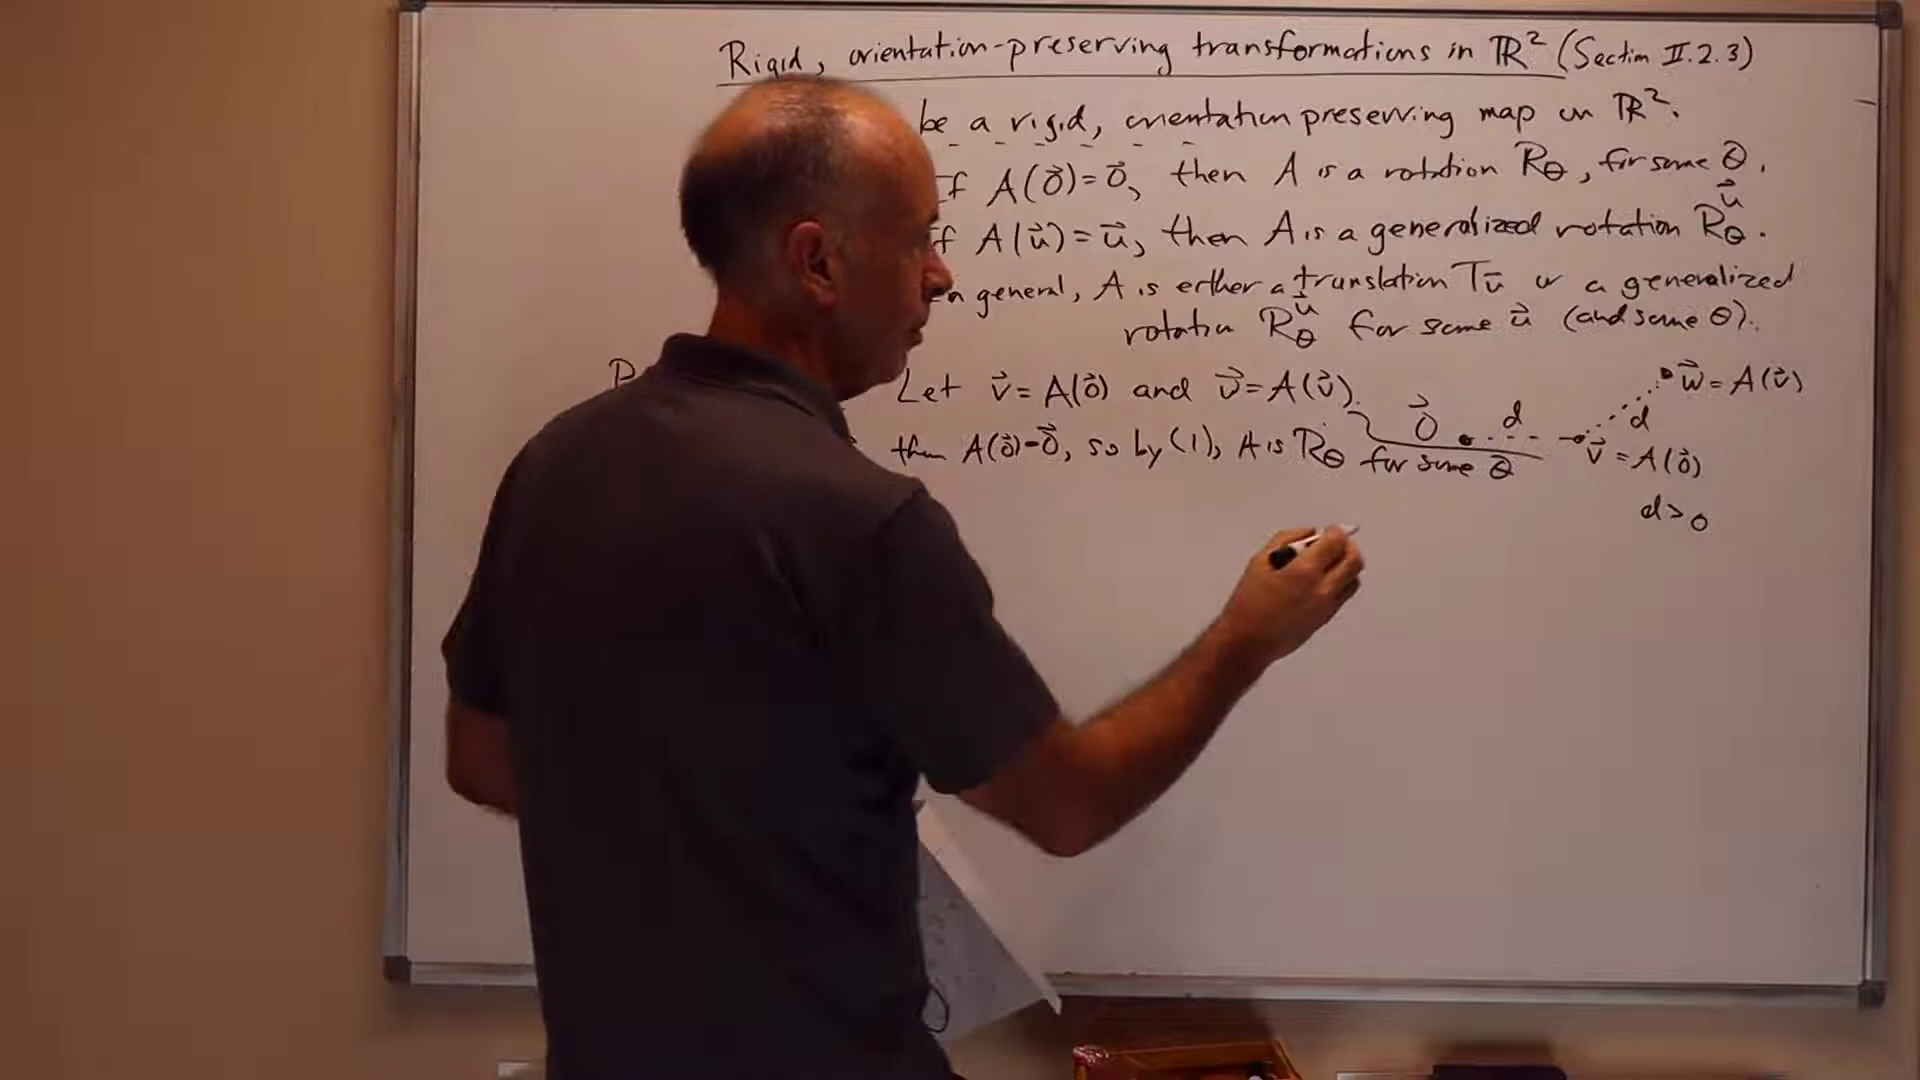 Rigid, orientation-preserving transformations in ℝ² (Section II.2.3)
be a rigid, orientation preserving map on ℝ².
If A(0⃗)=0⃗, then A is a rotation R_θ, for some θ.
If A(u⃗)=u⃗, then A is a generalized rotation R_θ^u⃗.
In general, A is either a translation T_u⃗ or a generalized
rotation R_θ^u⃗ for some u⃗ (and some θ).
Let v⃗=A(0⃗) and w⃗=A(v⃗).
then A(0⃗)=0⃗, so by (1), A is R_θ for some θ
0⃗ d d w⃗=A(v⃗)
v⃗=A(0⃗)
d>0